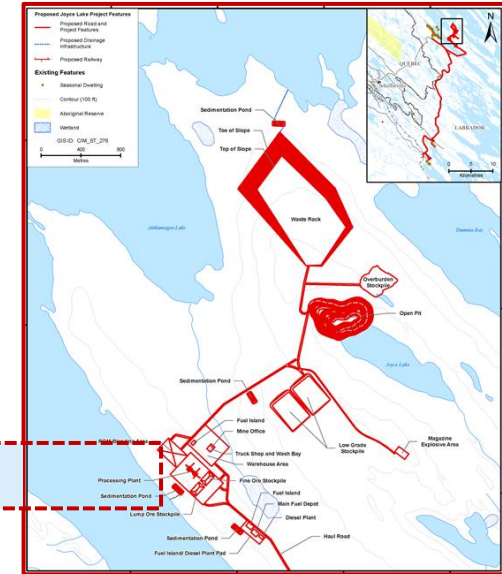 Proposed Joyce Lake Project Features
Proposed Road and
Project Features
Proposed Drainage
Infrastructure
Proposed Railway
Existing Features
Seasonal Dwelling
Contour (100 ft)
Aboriginal Reserve
Wetland
GIS ID: CIM_ST_276
0 400 800
Metres
N
QUEBEC
Schefferville
LABRADOR
0 5 10
Kilometres
Sedimentation Pond
Toe of Slope
Top of Slope
Waste Rock
Attikamagen Lake
Timmins Bay
Overburden
Stockpile
Open Pit
Joyce Lake
Sedimentation Pond
Fuel Island
Mine Office
Low Grade
Stockpile
Magazine
Explosive Area
Truck Shop and Wash Bay
Warehouse Area
Processing Plant
Fine Ore Stockpile
Sedimentation Pond
Fuel Island
Main Fuel Depot
Lump Ore Stockpile
Diesel Plant
Sedimentation Pond
Fuel Island/ Diesel Plant Pad
Haul Road